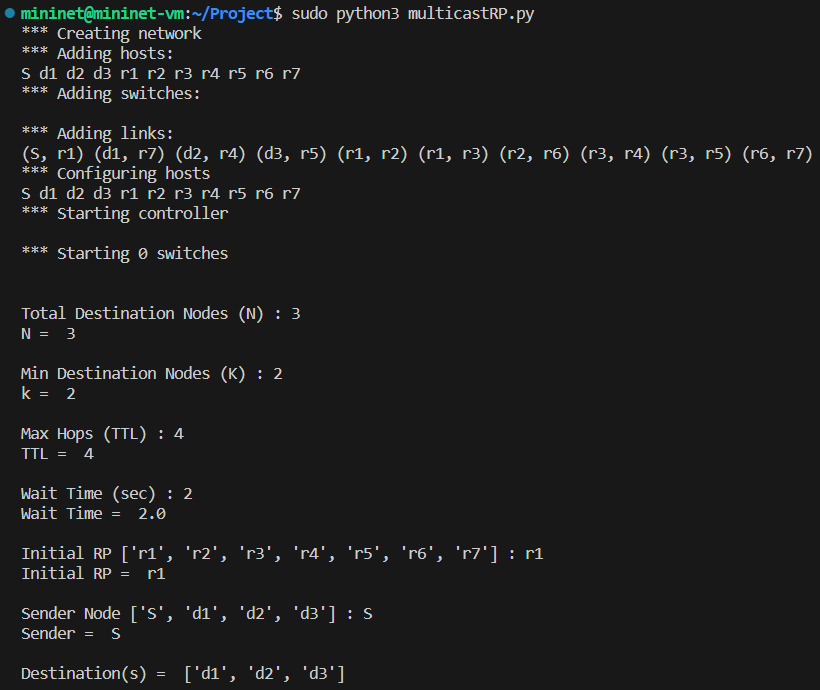 mininet@mininet-vm:~/Project$ sudo python3 multicastRP.py
*** Creating network
*** Adding hosts:
S d1 d2 d3 r1 r2 r3 r4 r5 r6 r7
*** Adding switches:
*** Adding links:
(S, r1) (d1, r7) (d2, r4) (d3, r5) (r1, r2) (r1, r3) (r2, r6) (r3, r4) (r3, r5) (r6, r7)
*** Configuring hosts
S d1 d2 d3 r1 r2 r3 r4 r5 r6 r7
*** Starting controller
*** Starting 0 switches
Total Destination Nodes (N) : 3
N =  3
Min Destination Nodes (K) : 2
k =  2
Max Hops (TTL) : 4
TTL =  4
Wait Time (sec) : 2
Wait Time =  2.0
Initial RP ['r1', 'r2', 'r3', 'r4', 'r5', 'r6', 'r7'] : r1
Initial RP =  r1
Sender Node ['S', 'd1', 'd2', 'd3'] : S
Sender =  S
Destination(s) =  ['d1', 'd2', 'd3']